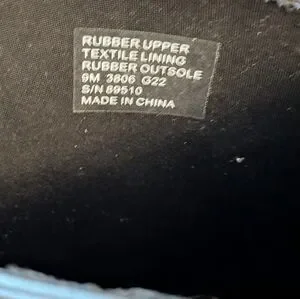 RUBBER UPPER
TEXTILE LINING
RUBBER OUTSOLE
9M 3806 G22
S/N 89510
MADE IN CHINA